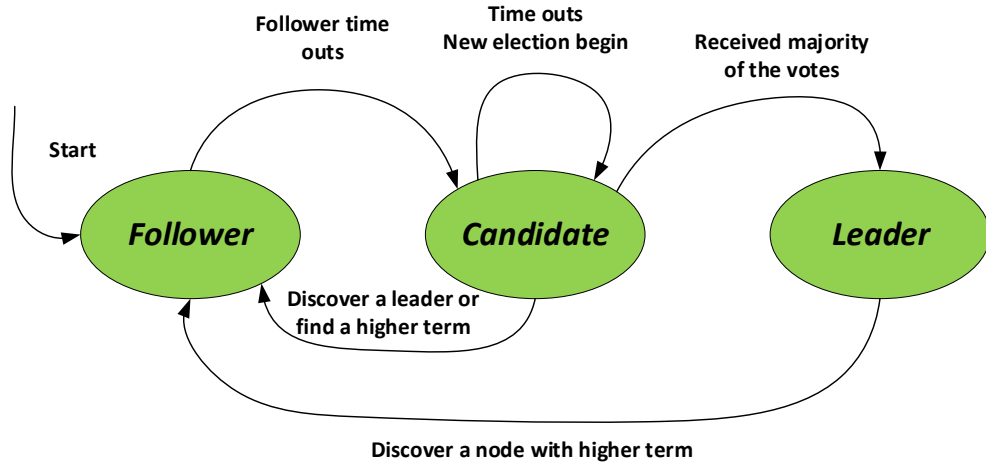 Follower time
outs
Time outs
New election begin
Received majority
of the votes
Start
Follower
Candidate
Leader
Discover a leader or
find a higher term
Discover a node with higher term